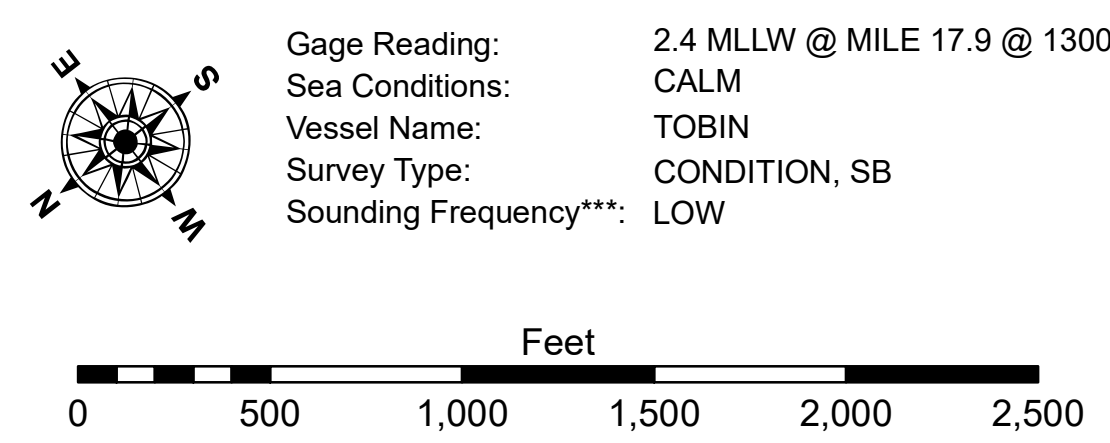 E
S
N
W
Gage Reading: 2.4 MLLW @ MILE 17.9 @ 1300
Sea Conditions: CALM
Vessel Name: TOBIN
Survey Type: CONDITION, SB
Sounding Frequency***: LOW
Feet
0 500 1,000 1,500 2,000 2,500